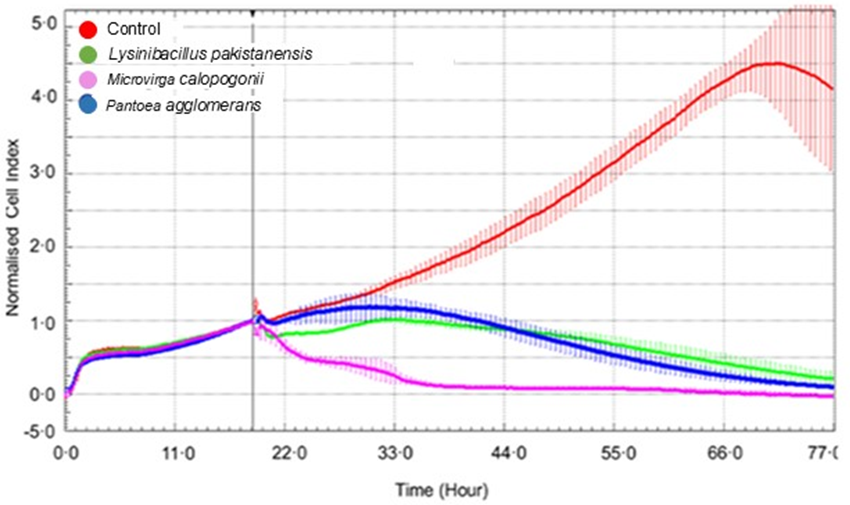 5·0
4·0
3·0
2·0
1·0
0·0
-5·0
Control
Lysinibacillus pakistanensis
Microvirga calopogonii
Pantoea agglomerans
Normalised Cell Index
0·0 11·0 22·0 33·0 44·0 55·0 66·0 77·0
Time (Hour)